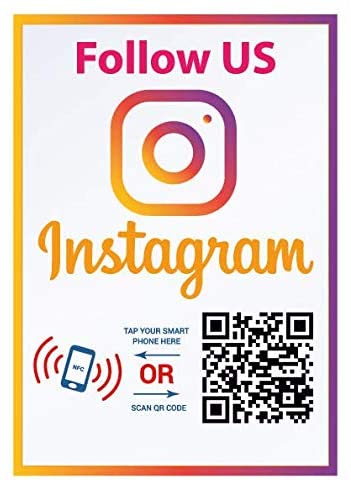 Follow US
Instagram
TAP YOUR SMART
PHONE HERE
NFC
OR
SCAN QR CODE